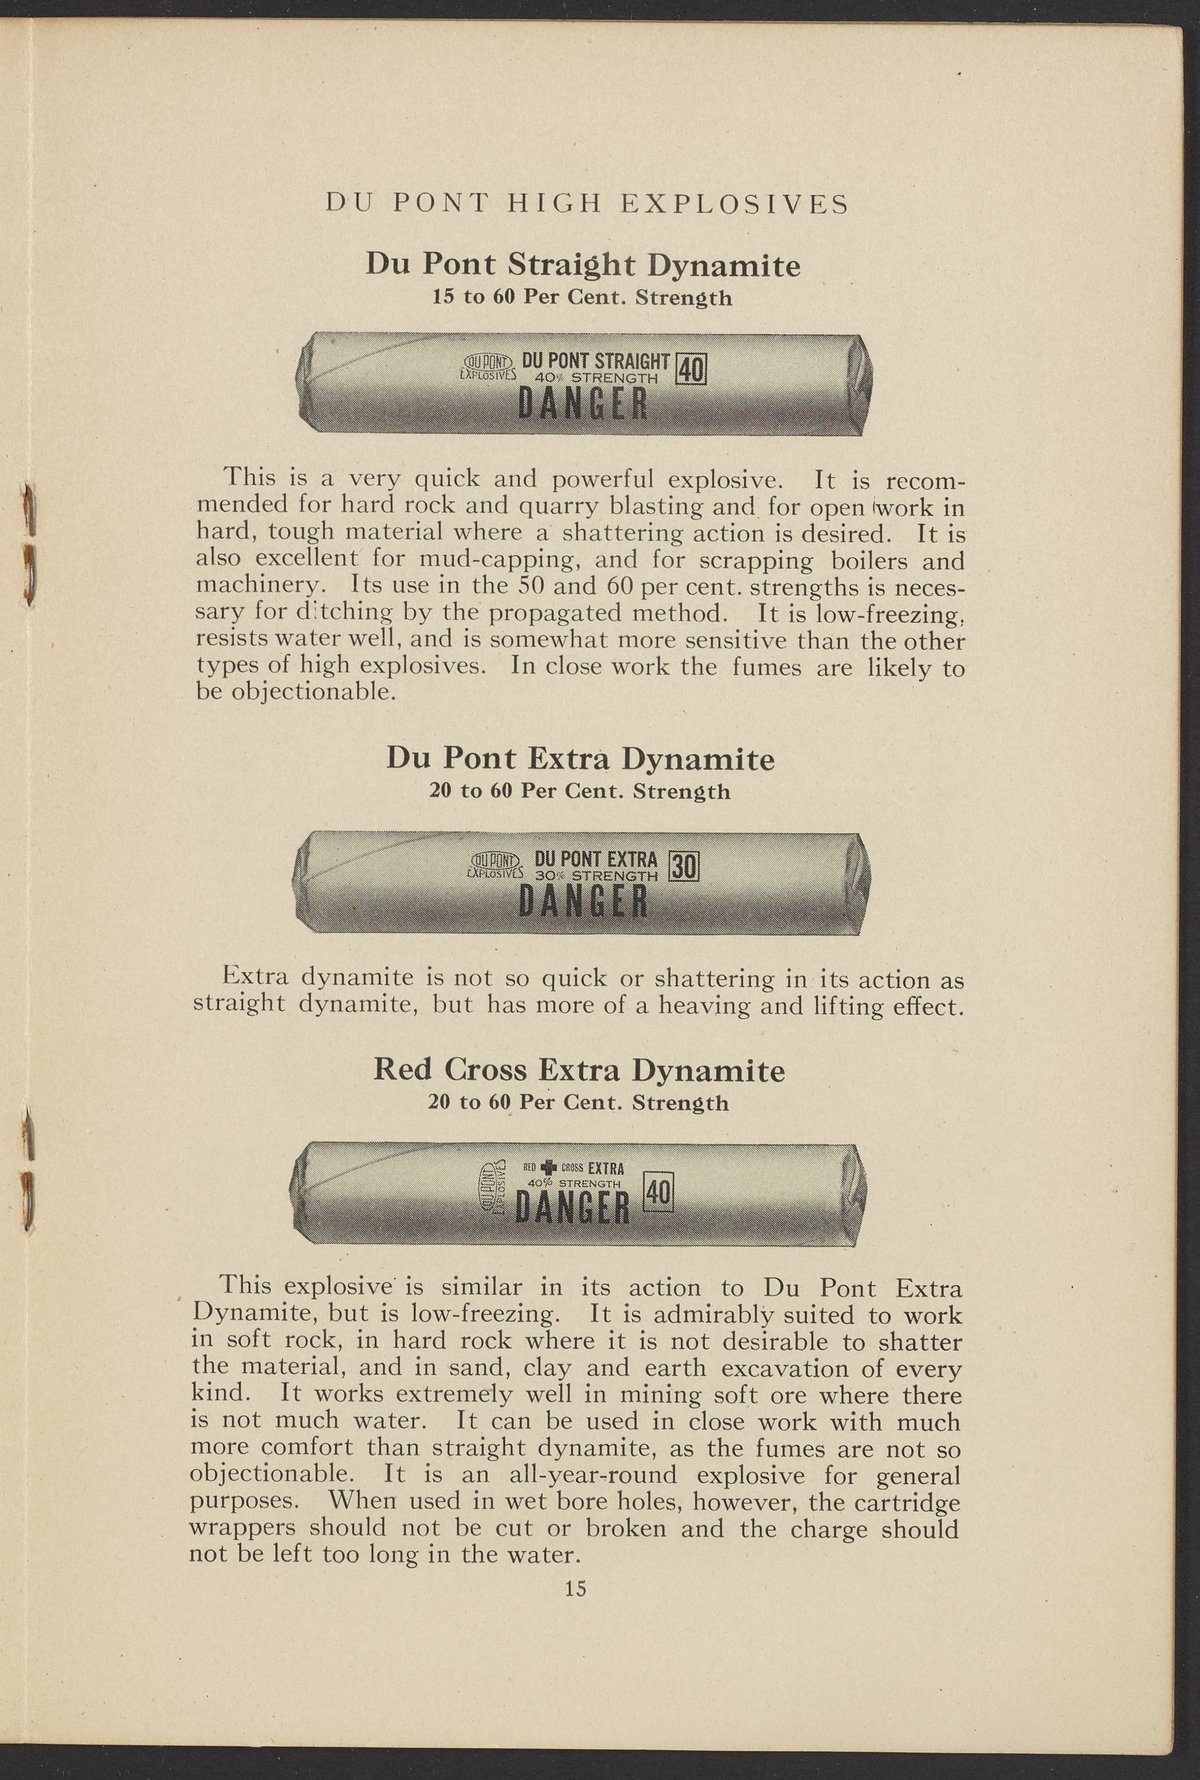 DU PONT HIGH EXPLOSIVES
Du Pont Straight Dynamite
15 to 60 Per Cent. Strength
DU PONT
EXPLOSIVES
DU PONT STRAIGHT
40% STRENGTH
40
DANGER
This is a very quick and powerful explosive. It is recom-
mended for hard rock and quarry blasting and for open work in
hard, tough material where a shattering action is desired. It is
also excellent for mud-capping, and for scrapping boilers and
machinery. Its use in the 50 and 60 per cent. strengths is neces-
sary for ditching by the propagated method. It is low-freezing,
resists water well, and is somewhat more sensitive than the other
types of high explosives. In close work the fumes are likely to
be objectionable.
Du Pont Extra Dynamite
20 to 60 Per Cent. Strength
DU PONT
EXPLOSIVES
DU PONT EXTRA
30% STRENGTH
30
DANGER
Extra dynamite is not so quick or shattering in its action as
straight dynamite, but has more of a heaving and lifting effect.
Red Cross Extra Dynamite
20 to 60 Per Cent. Strength
DU PONT
EXPLOSIVES
RED CROSS EXTRA
40% STRENGTH
DANGER
40
This explosive is similar in its action to Du Pont Extra
Dynamite, but is low-freezing. It is admirably suited to work
in soft rock, in hard rock where it is not desirable to shatter
the material, and in sand, clay and earth excavation of every
kind. It works extremely well in mining soft ore where there
is not much water. It can be used in close work with much
more comfort than straight dynamite, as the fumes are not so
objectionable. It is an all-year-round explosive for general
purposes. When used in wet bore holes, however, the cartridge
wrappers should not be cut or broken and the charge should
not be left too long in the water.
15